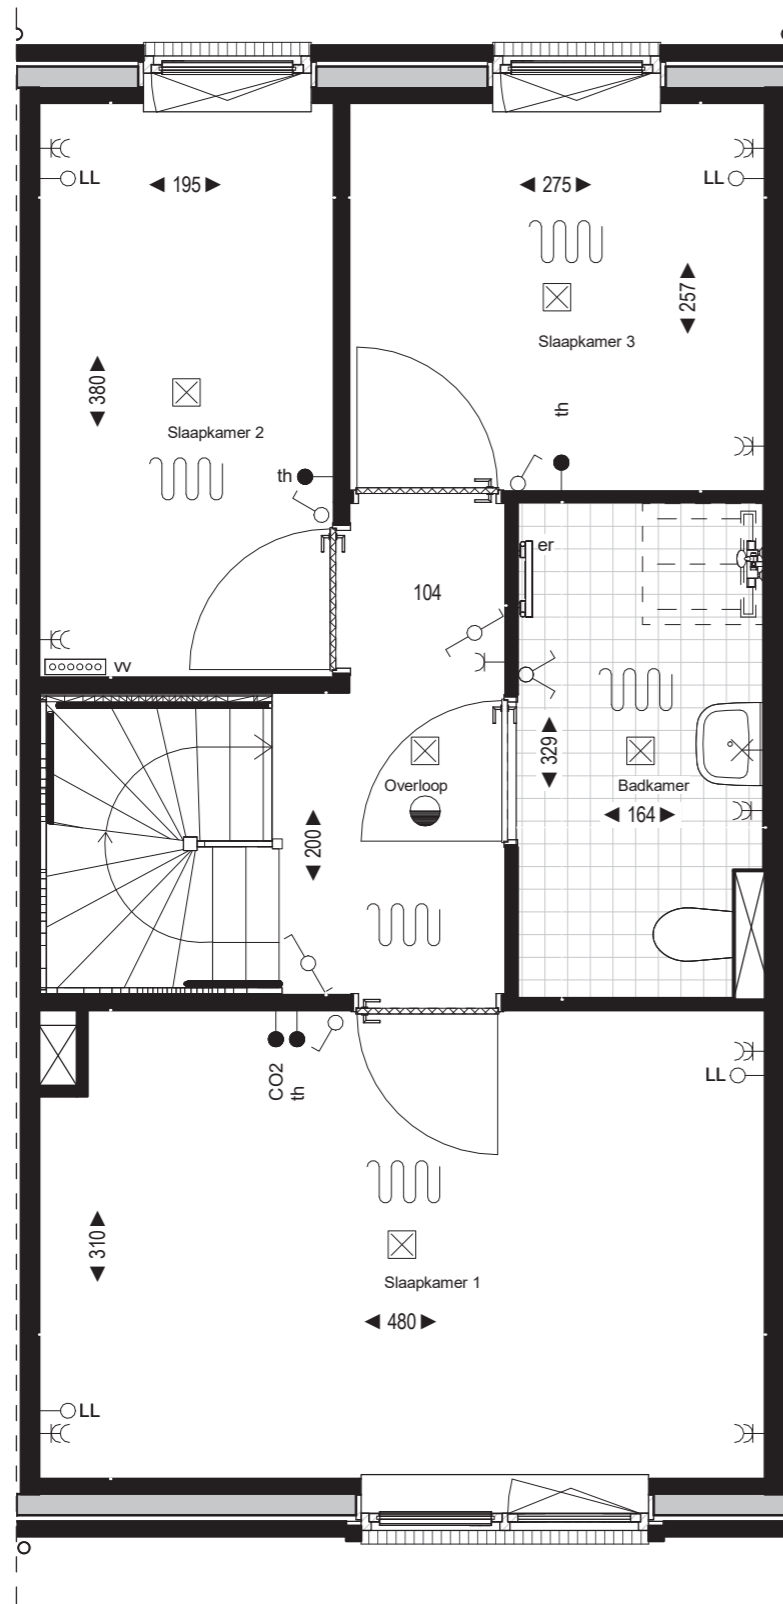 LL
195
275
LL
257
Slaapkamer 3
380
Slaapkamer 2
th
th
er
104
vv
329
Overloop
Badkamer
164
200
CO2
th
LL
310
Slaapkamer 1
480
LL